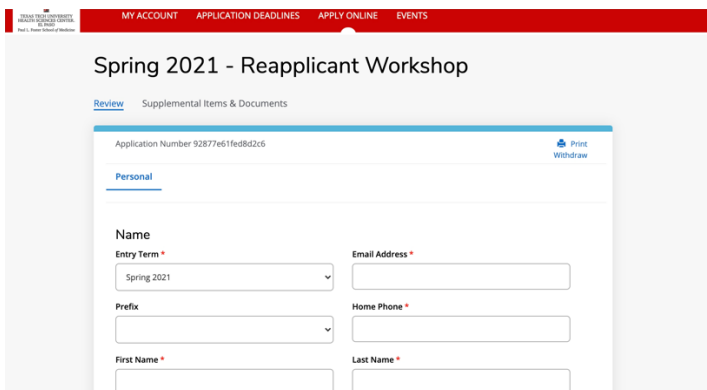 TEXAS TECH UNIVERSITY
HEALTH SCIENCES CENTER
EL PASO
Paul L. Foster School of Medicine
MY ACCOUNT APPLICATION DEADLINES APPLY ONLINE EVENTS
Spring 2021 - Reapplicant Workshop
Review Supplemental Items & Documents
Application Number 92877e61fed8d2c6
Print
Withdraw
Personal
Name
Entry Term * Email Address *
Spring 2021
Prefix Home Phone *
First Name * Last Name *